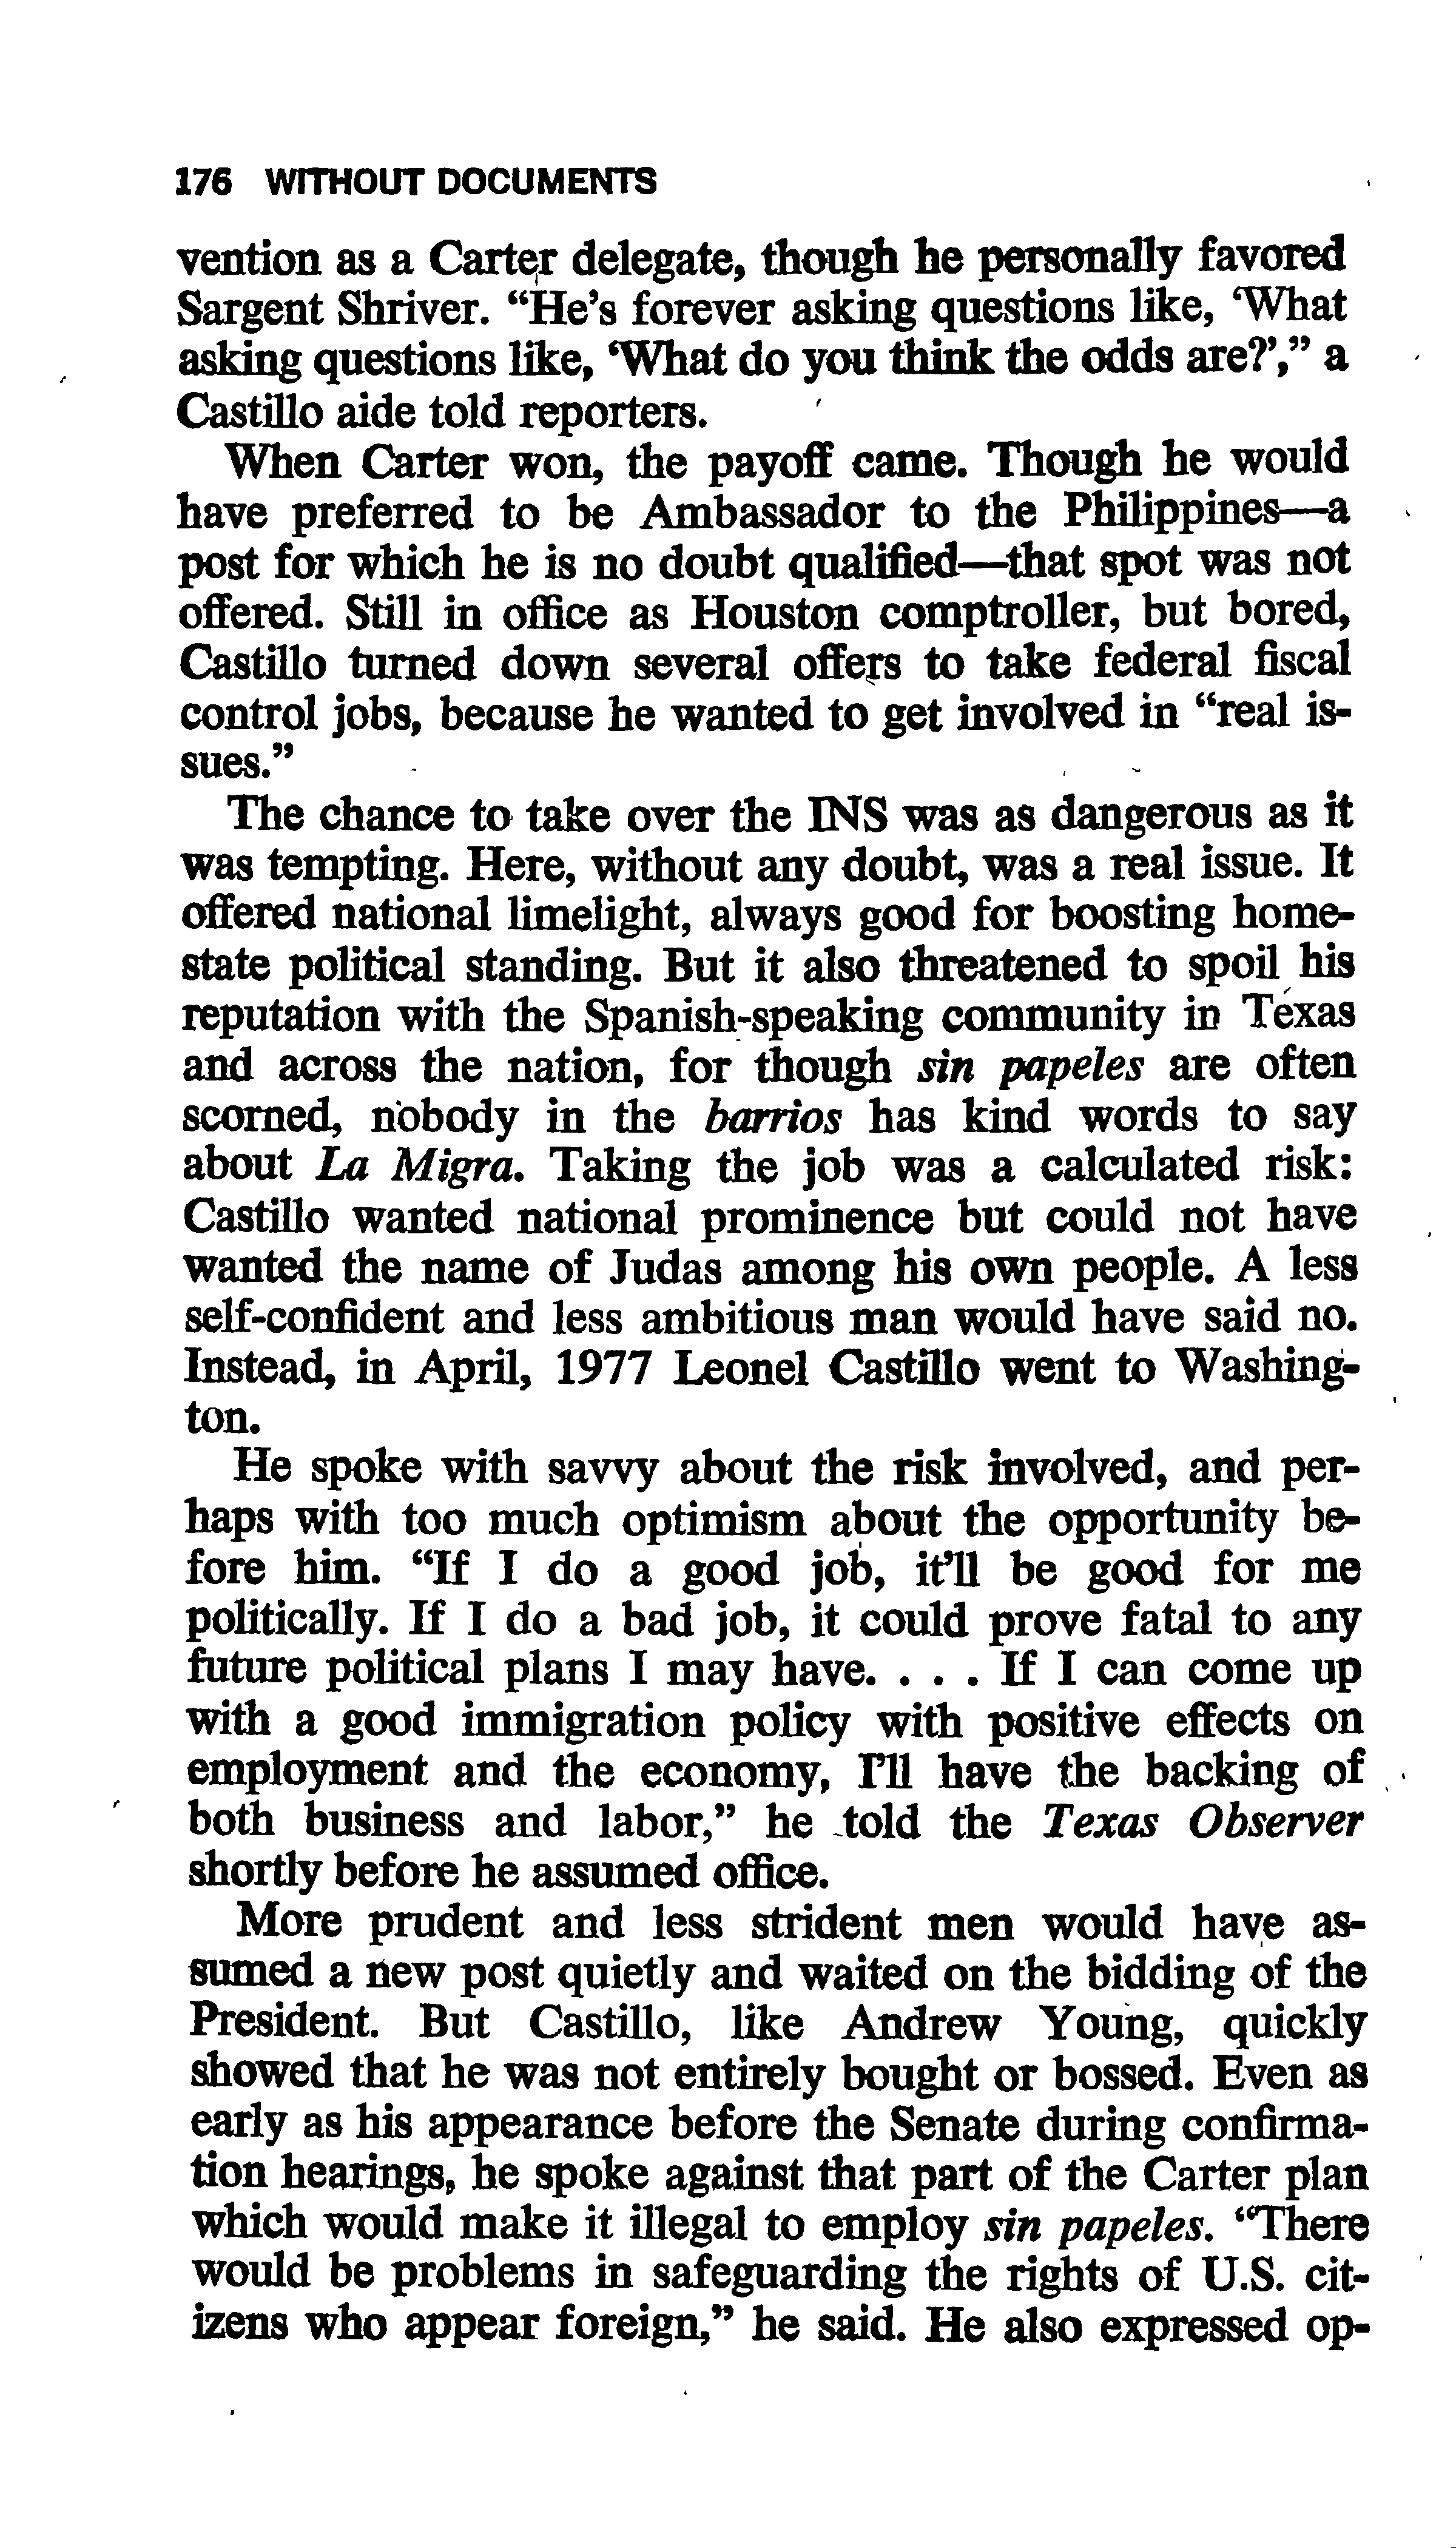 176 WITHOUT DOCUMENTS
vention as a Carter delegate, though he personally favored
Sargent Shriver. “He’s forever asking questions like, ‘What
asking questions like, ‘What do you think the odds are?’,” a
Castillo aide told reporters.
When Carter won, the payoff came. Though he would
have preferred to be Ambassador to the Philippines—a
post for which he is no doubt qualified—that spot was not
offered. Still in office as Houston comptroller, but bored,
Castillo turned down several offers to take federal fiscal
control jobs, because he wanted to get involved in “real is-
sues.”
The chance to take over the INS was as dangerous as it
was tempting. Here, without any doubt, was a real issue. It
offered national limelight, always good for boosting home-
state political standing. But it also threatened to spoil his
reputation with the Spanish-speaking community in Texas
and across the nation, for though sin papeles are often
scorned, nobody in the barrios has kind words to say
about La Migra. Taking the job was a calculated risk:
Castillo wanted national prominence but could not have
wanted the name of Judas among his own people. A less
self-confident and less ambitious man would have said no.
Instead, in April, 1977 Leonel Castillo went to Washing-
ton.
He spoke with savvy about the risk involved, and per-
haps with too much optimism about the opportunity be-
fore him. “If I do a good job, it’ll be good for me
politically. If I do a bad job, it could prove fatal to any
future political plans I may have. . . . If I can come up
with a good immigration policy with positive effects on
employment and the economy, I’ll have the backing of
both business and labor,” he told the Texas Observer
shortly before he assumed office.
More prudent and less strident men would have as-
sumed a new post quietly and waited on the bidding of the
President. But Castillo, like Andrew Young, quickly
showed that he was not entirely bought or bossed. Even as
early as his appearance before the Senate during confirma-
tion hearings, he spoke against that part of the Carter plan
which would make it illegal to employ sin papeles. “There
would be problems in safeguarding the rights of U.S. cit-
izens who appear foreign,” he said. He also expressed op-